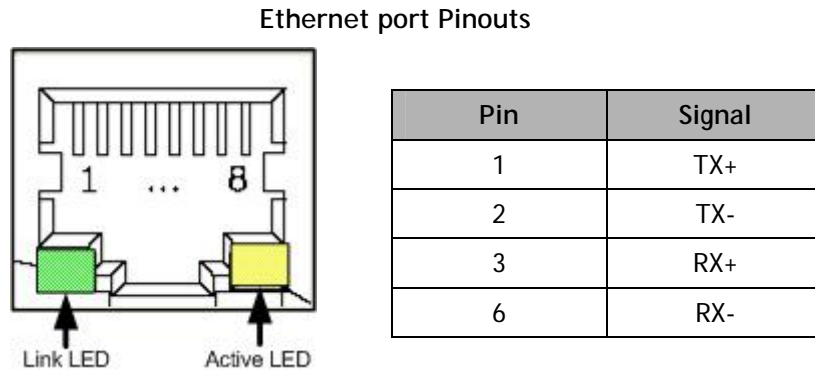 Ethernet port Pinouts
1 ... 8
Link LED Active LED
Pin Signal
1 TX+
2 TX-
3 RX+
6 RX-